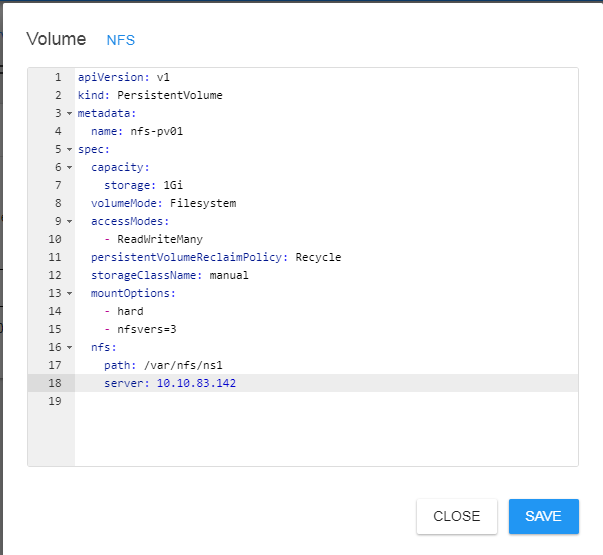 Volume NFS
1 apiVersion: v1
2 kind: PersistentVolume
3 metadata:
4 name: nfs-pv01
5 spec:
6 capacity:
7 storage: 1Gi
8 volumeMode: Filesystem
9 accessModes:
10 - ReadWriteMany
11 persistentVolumeReclaimPolicy: Recycle
12 storageClassName: manual
13 mountOptions:
14 - hard
15 - nfsvers=3
16 nfs:
17 path: /var/nfs/ns1
18 server: 10.10.83.142
19
CLOSE SAVE